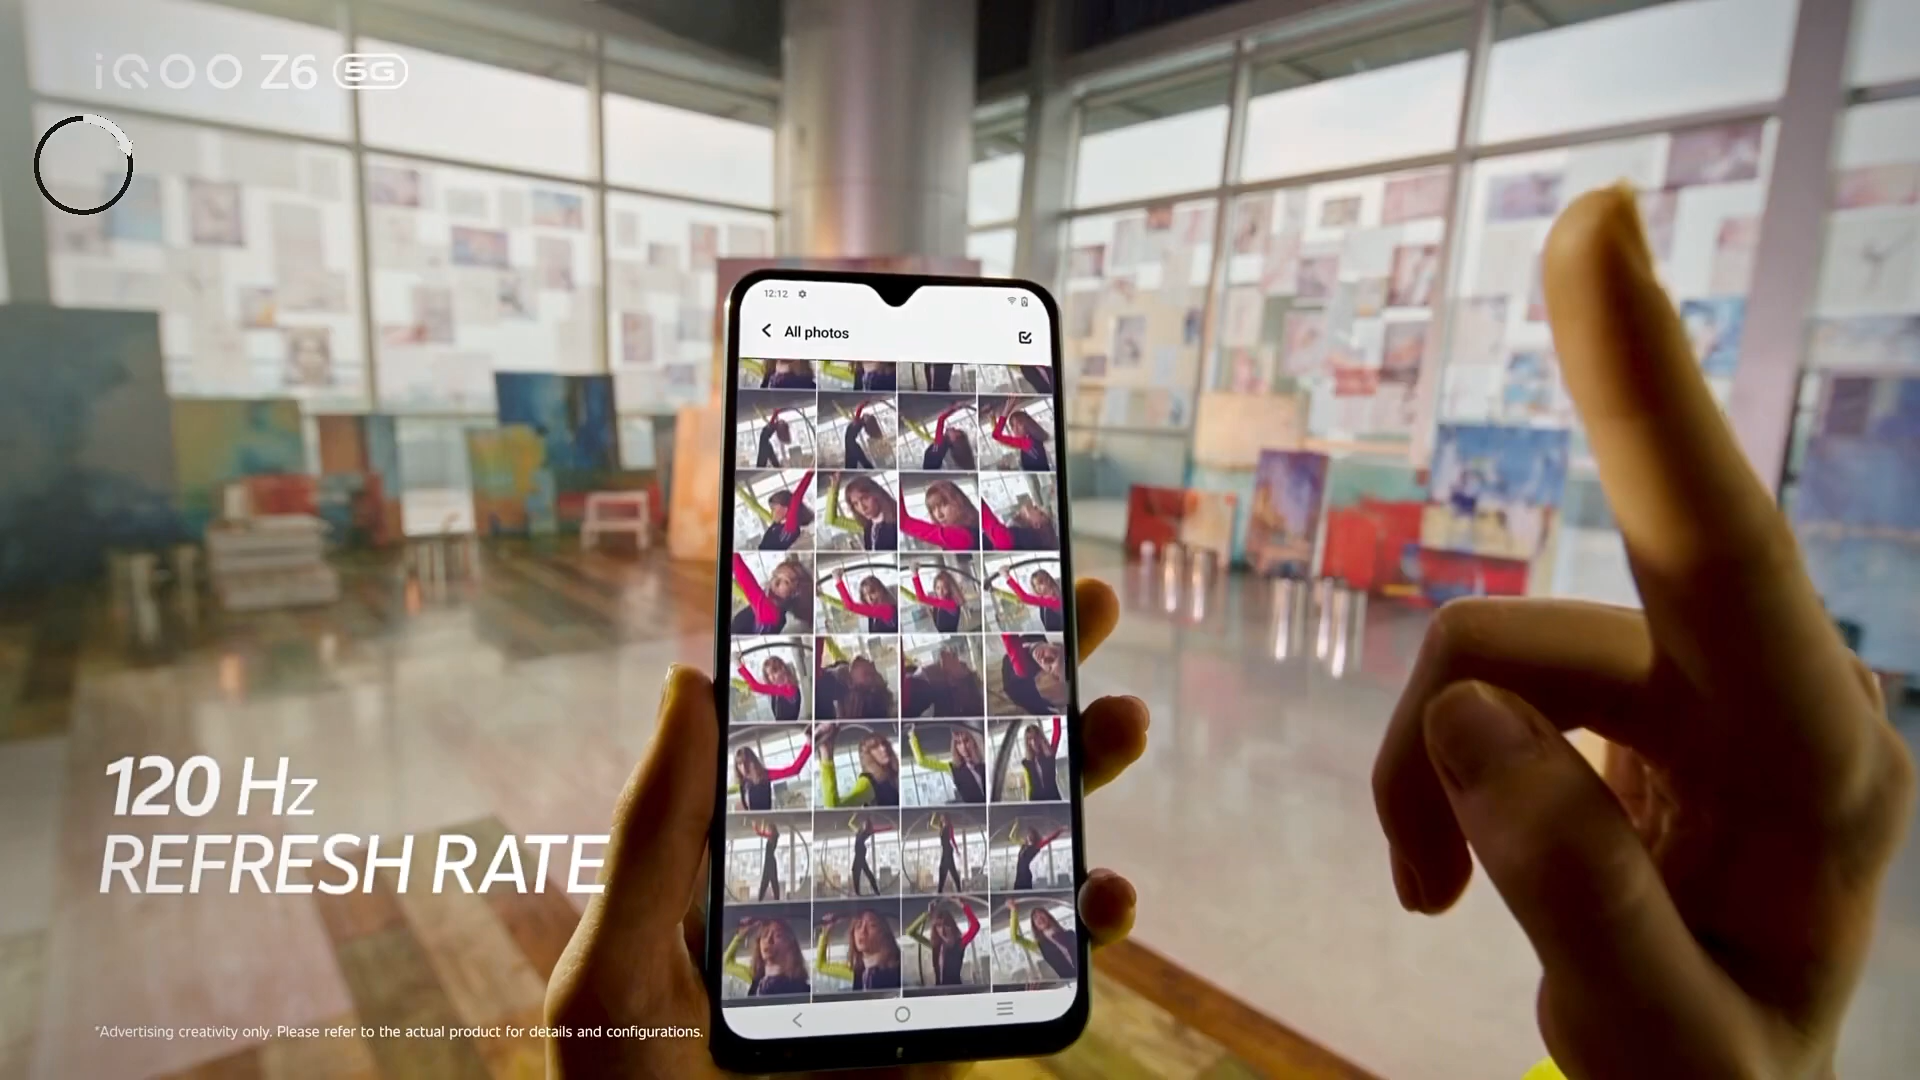 iQOO Z6 5G
12:12
All photos
120 Hz
REFRESH RATE
*Advertising creativity only. Please refer to the actual product for details and configurations.